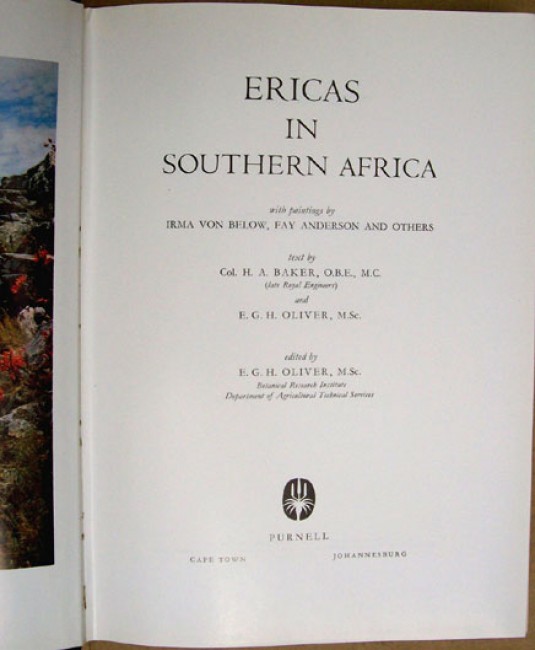 ERICAS
IN
SOUTHERN AFRICA
with paintings by
IRMA VON BELOW, FAY ANDERSON AND OTHERS
text by
Col. H. A. BAKER, O.B.E., M.C.
(late Royal Engineers)
and
E. G. H. OLIVER, M.Sc.
edited by
E. G. H. OLIVER, M.Sc.
Botanical Research Institute
Department of Agricultural Technical Services
PURNELL
CAPE TOWN JOHANNESBURG